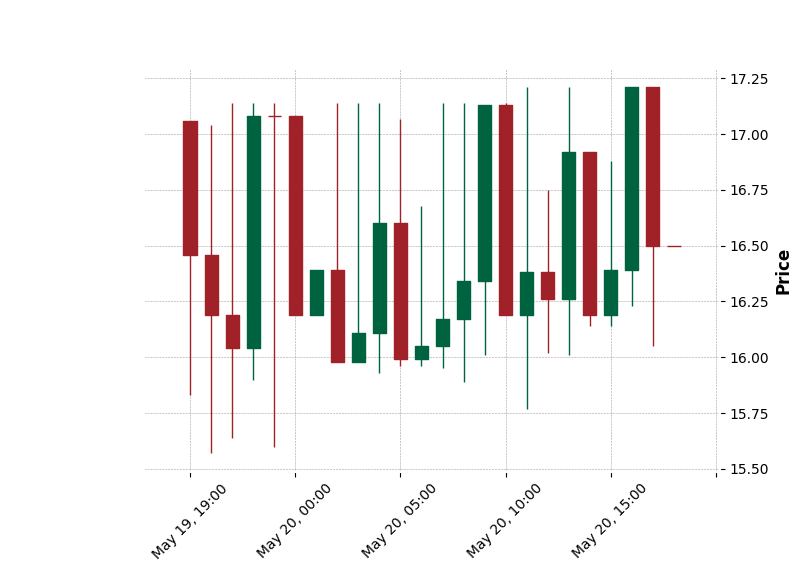 17.25
17.00
16.75
16.50
16.25
16.00
15.75
15.50
Price
May 19, 19:00
May 20, 00:00
May 20, 05:00
May 20, 10:00
May 20, 15:00